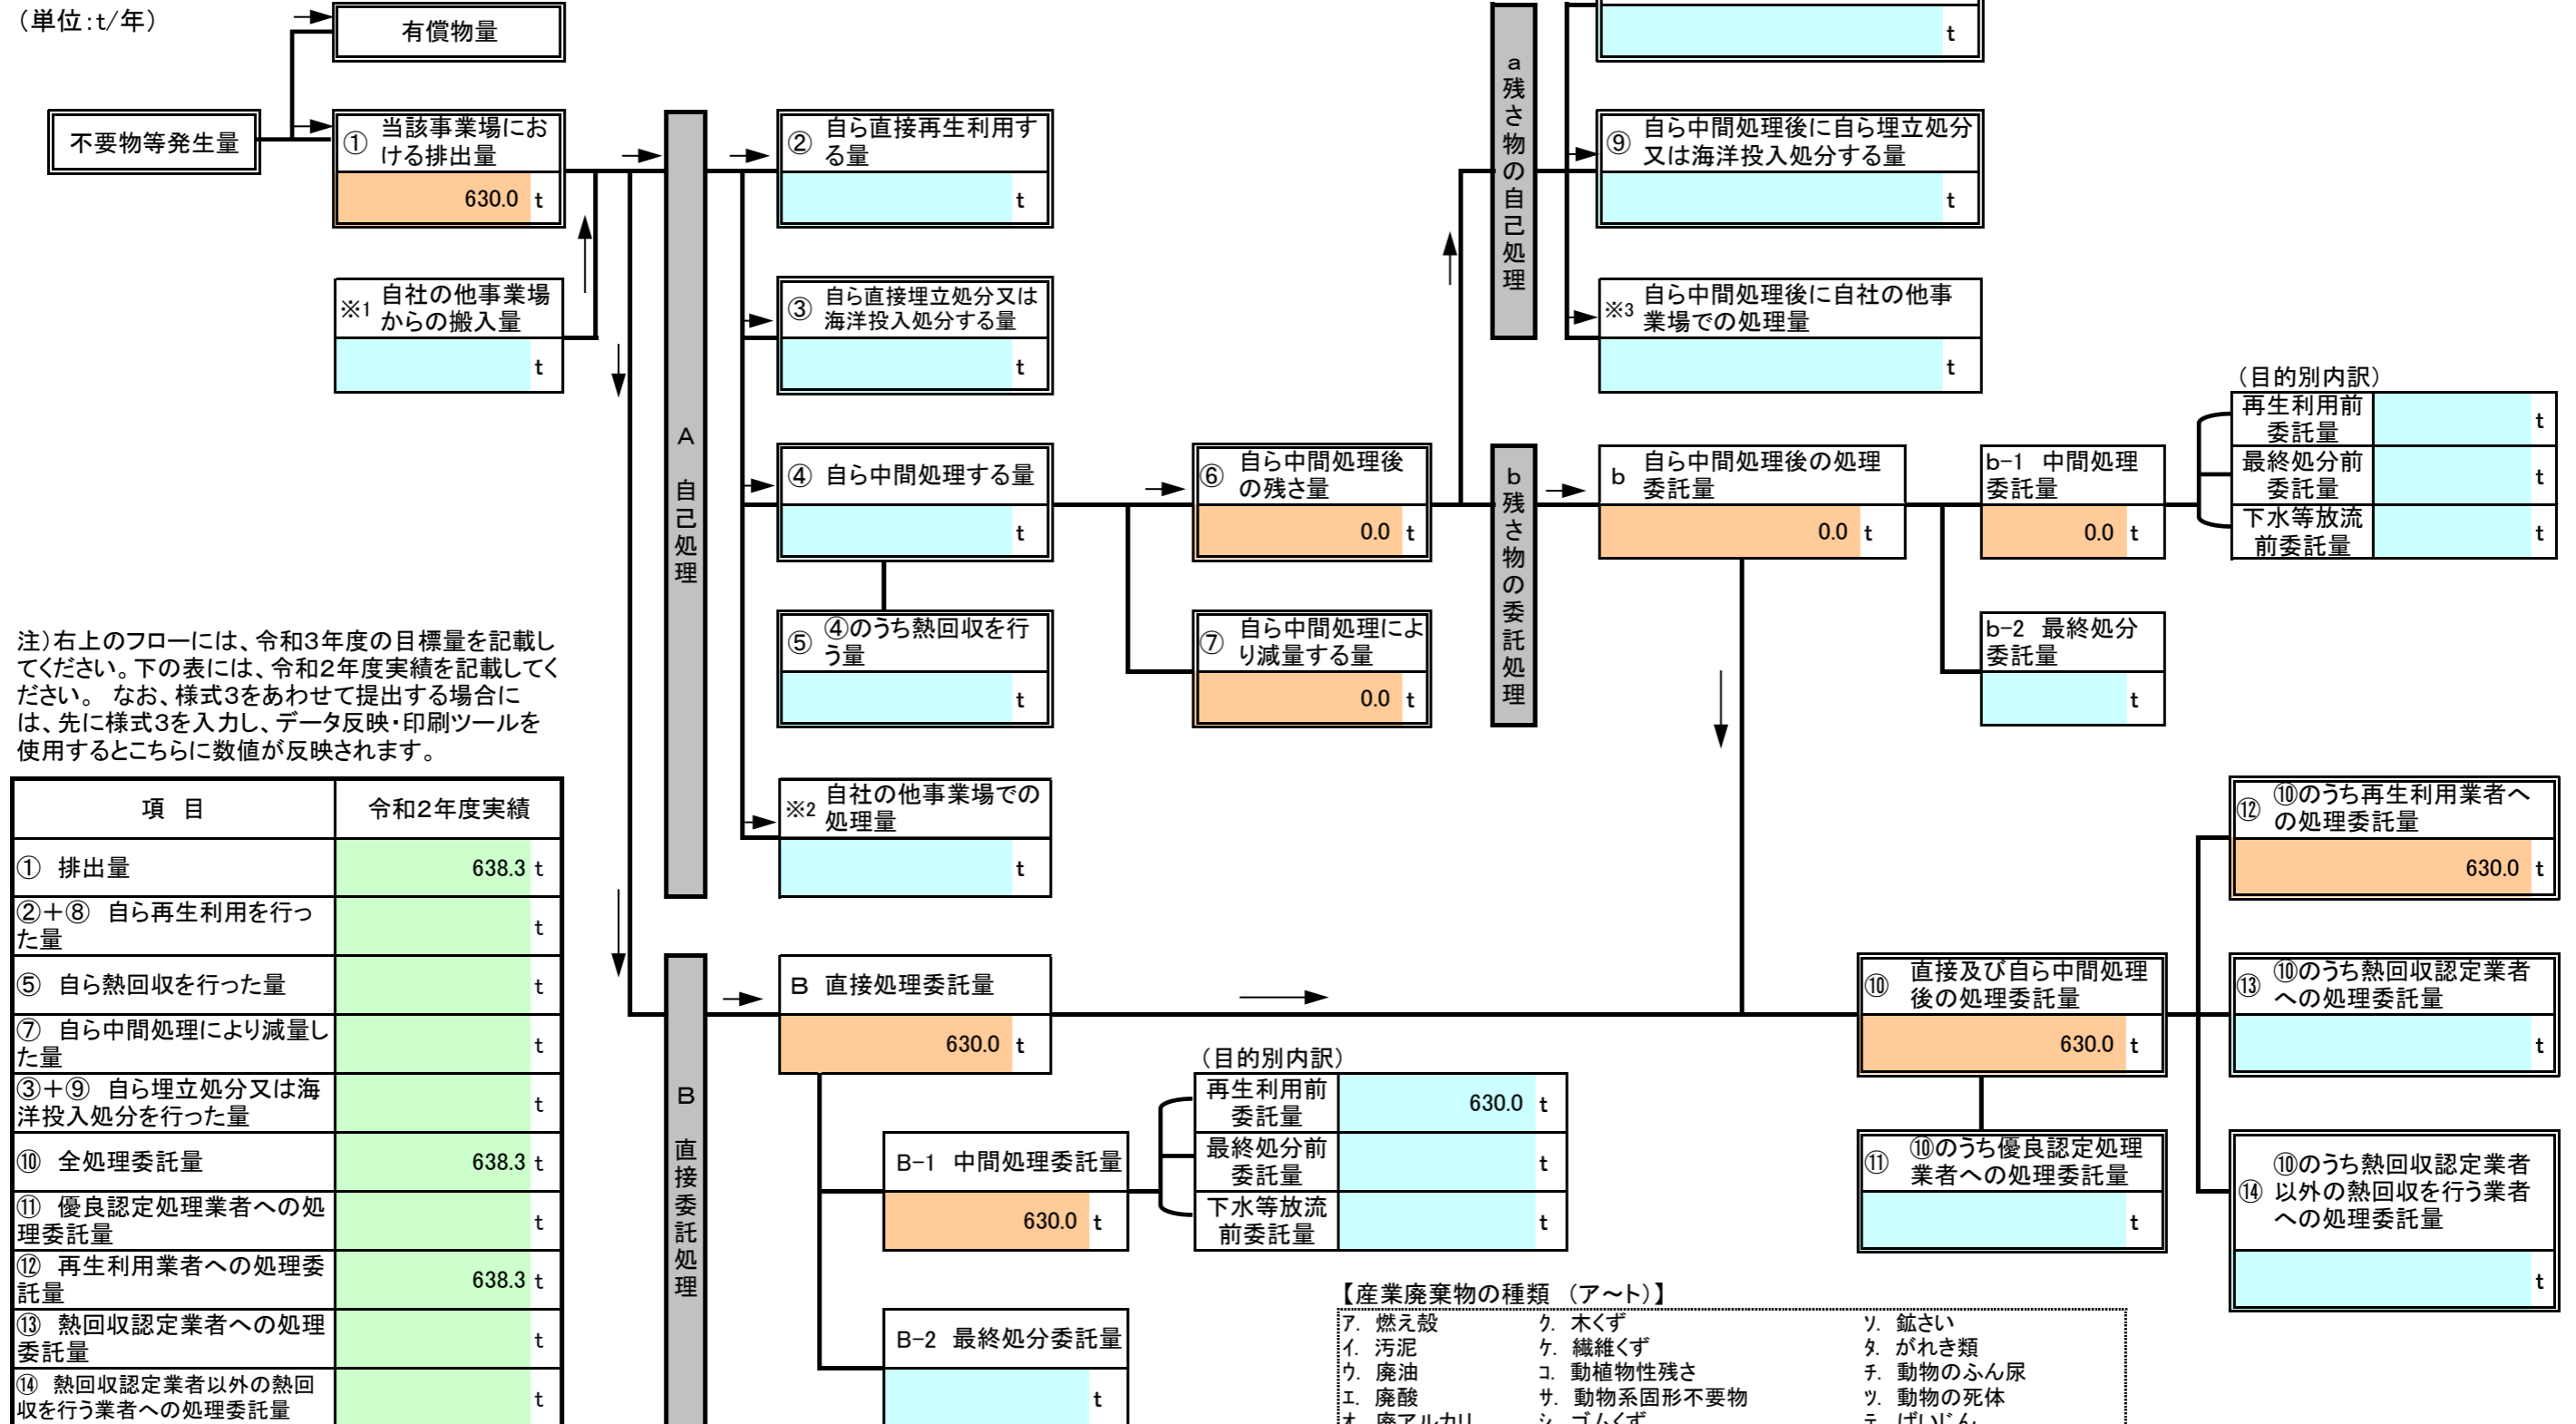 (単位:t/年)
有償物量
不要物等発生量
① 当該事業場にお
ける排出量
630.0 t
※1 自社の他事業場
からの搬入量
t
A 自己処理
② 自ら直接再生利用す
る量
t
③ 自ら直接埋立処分又は
海洋投入処分する量
t
④ 自ら中間処理する量
t
⑤ ④のうち熱回収を行
う量
t
※2 自社の他事業場での
処理量
t
⑥ 自ら中間処理後
の残さ量
0.0 t
⑦ 自ら中間処理によ
り減量する量
0.0 t
a 残さ物の自己処理
t
⑨ 自ら中間処理後に自ら埋立処分
又は海洋投入処分する量
t
※3 自ら中間処理後に自社の他事
業場での処理量
t
b 残さ物の委託処理
b 自ら中間処理後の処理
委託量
0.0 t
b-1 中間処理
委託量
0.0 t
b-2 最終処分
委託量
t
(目的別内訳)
再生利用前
委託量
t
最終処分前
委託量
t
下水等放流
前委託量
t
注)右上のフローには、令和3年度の目標量を記載し
てください。下の表には、令和2年度実績を記載してく
ださい。 なお、様式3をあわせて提出する場合に
は、先に様式3を入力し、データ反映・印刷ツールを
使用するとこちらに数値が反映されます。
項 目 令和2年度実績
① 排出量 638.3 t
②+⑧ 自ら再生利用を行っ
た量 t
⑤ 自ら熱回収を行った量 t
⑦ 自ら中間処理により減量し
た量 t
③+⑨ 自ら埋立処分又は海
洋投入処分を行った量 t
⑩ 全処理委託量 638.3 t
⑪ 優良認定処理業者への処
理委託量 t
⑫ 再生利用業者への処理委
託量 638.3 t
⑬ 熱回収認定業者への処理
委託量 t
⑭ 熱回収認定業者以外の熱回
収を行う業者への処理委託量 t
B 直接委託処理
B 直接処理委託量
630.0 t
B-1 中間処理委託量
630.0 t
B-2 最終処分委託量
t
(目的別内訳)
再生利用前
委託量
630.0 t
最終処分前
委託量
t
下水等放流
前委託量
t
⑩ 直接及び自ら中間処理
後の処理委託量
630.0 t
⑪ ⑩のうち優良認定処理
業者への処理委託量
t
⑫ ⑩のうち再生利用業者へ
の処理委託量
630.0 t
⑬ ⑩のうち熱回収認定業者
への処理委託量
t
⑭ ⑩のうち熱回収認定業者
以外の熱回収を行う業者
への処理委託量
t
【産業廃棄物の種類 (ア~ト)】
ア. 燃え殻 ク. 木くず ソ. 鉱さい
イ. 汚泥 ケ. 繊維くず タ. がれき類
ウ. 廃油 コ. 動植物性残さ チ. 動物のふん尿
エ. 廃酸 サ. 動物系固形不要物 ツ. 動物の死体
オ. 廃アルカリ シ. ゴムくず テ. ばいじん